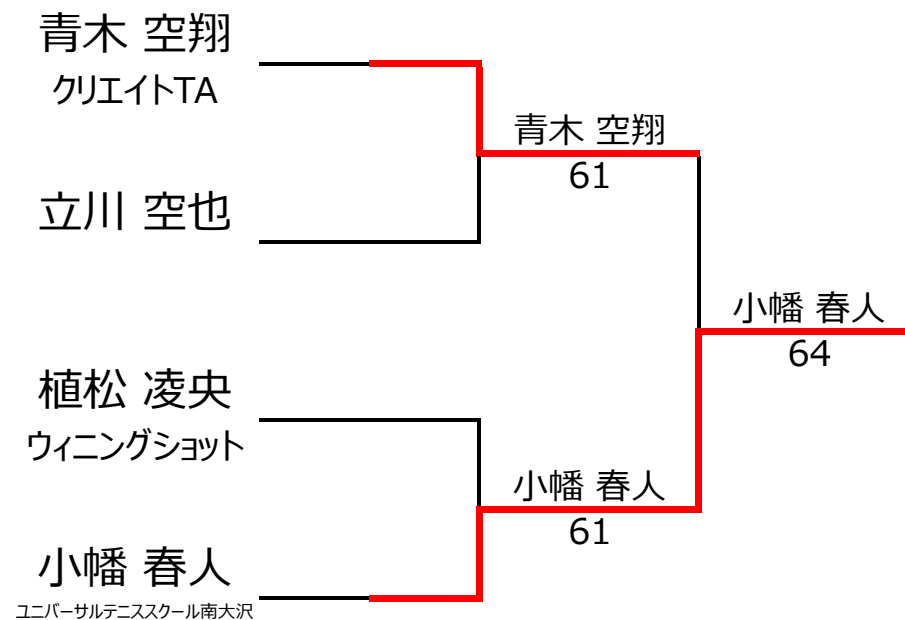 青木 空翔
クリエイトTA
青木 空翔
61
立川 空也
小幡 春人
64
植松 凌央
ウィニングショット
小幡 春人
61
小幡 春人
ユニバーサルテニススクール南大沢